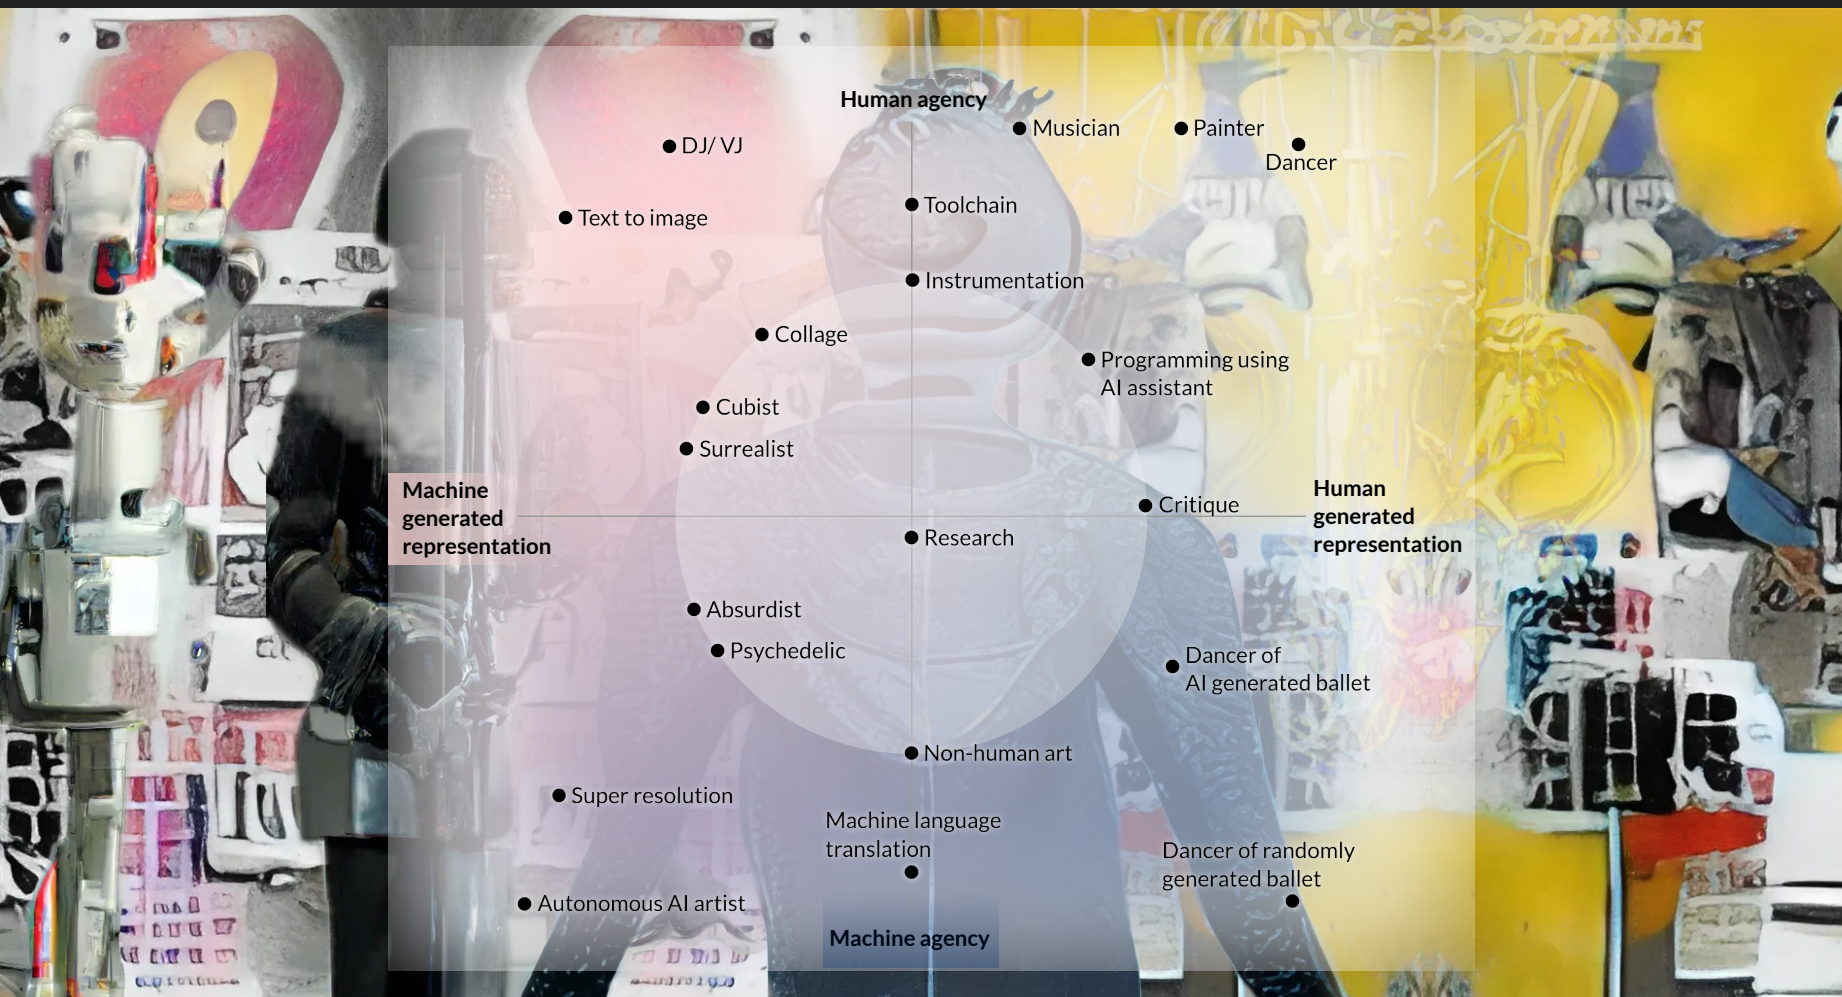 Human agency
Musician
Painter
DJ/ VJ
Dancer
Toolchain
Text to image
Instrumentation
Collage
Programming using
AI assistant
Cubist
Surrealist
Machine
generated
representation
Critique
Human
generated
representation
Research
Absurdist
Psychedelic
Dancer of
AI generated ballet
Non-human art
Super resolution
Machine language
translation
Dancer of randomly
generated ballet
Autonomous AI artist
Machine agency